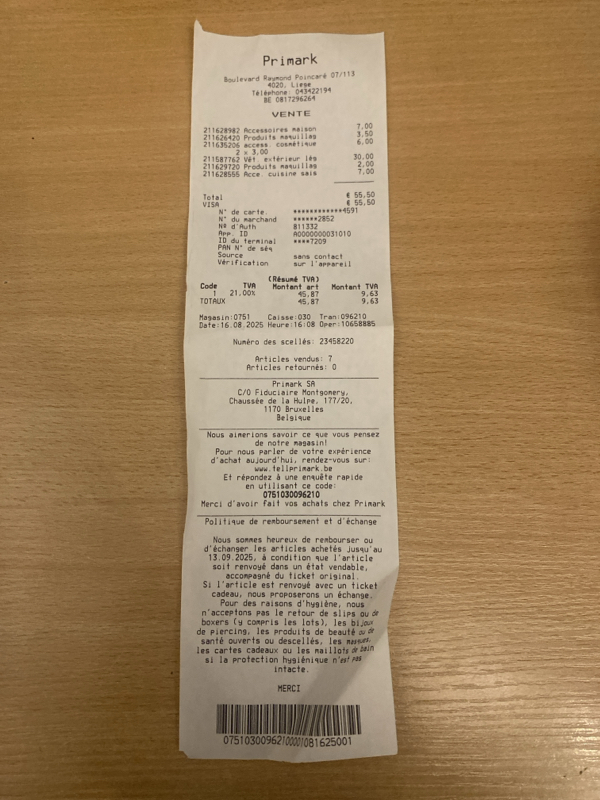 Primark
Boulevard Raymond Poincaré 07/113
4020, Liege
Téléphone: 043422194
BE 0817296264
VENTE
211628982 Accessoires maison 7.00
211626420 Produits maquillag 3.50
211635206 access. cosmétique 6,00
2 x 3,00
211587762 Vêt. extérieur lég 30,00
211629720 Produits maquillag 2,00
211628555 Acce. cuisine sais 7,00
Total € 55,50
VISA € 55,50
N° de carte. ************4591
N° du marchand ******2852
N# d'Auth 811332
App. ID A0000000031010
ID du terminal ****7209
PAN N° de séq
Source sans contact
Vérification sur l'appareil
(Résumé TVA)
Code TVA Montant art Montant TVA
1 21,00% 45,87 9,63
TOTAUX 45,87 9,63
Magasin:0751 Caisse:030 Tran:096210
Date:16.08.2025 Heure:16:08 Oper:10658885
Numéro des scellés: 23458220
Articles vendus: 7
Articles retournés: 0
Primark SA
C/O Fiduciaire Montgomery,
Chaussée de la Hulpe, 177/20,
1170 Bruxelles
Belgique
Nous aimerions savoir ce que vous pensez
de notre magasin!
Pour nous parler de votre expérience
d'achat aujourd'hui, rendez-vous sur:
www.tellprimark.be
Et répondez à une enquête rapide
en utilisant ce code:
0751030096210
Merci d'avoir fait vos achats chez Primark
Politique de remboursement et d'échange
Nous sommes heureux de rembourser ou
d'échanger les articles achetés jusqu'au
13.09.2025, à condition que l'article
soit renvoyé dans un état vendable,
accompagné du ticket original.
Si l'article est renvoyé avec un ticket
cadeau, nous proposerons un échange.
Pour des raisons d'hygiène, nous
n'acceptons pas le retour de slips ou de
boxers (y compris les lots), les bijoux
de piercing, les produits de beauté ou de
santé ouverts ou descellés, les masques,
les cartes cadeaux ou les maillots de bain
si la protection hygiénique n'est pas
intacte.
MERCI
07510300962100001081625001